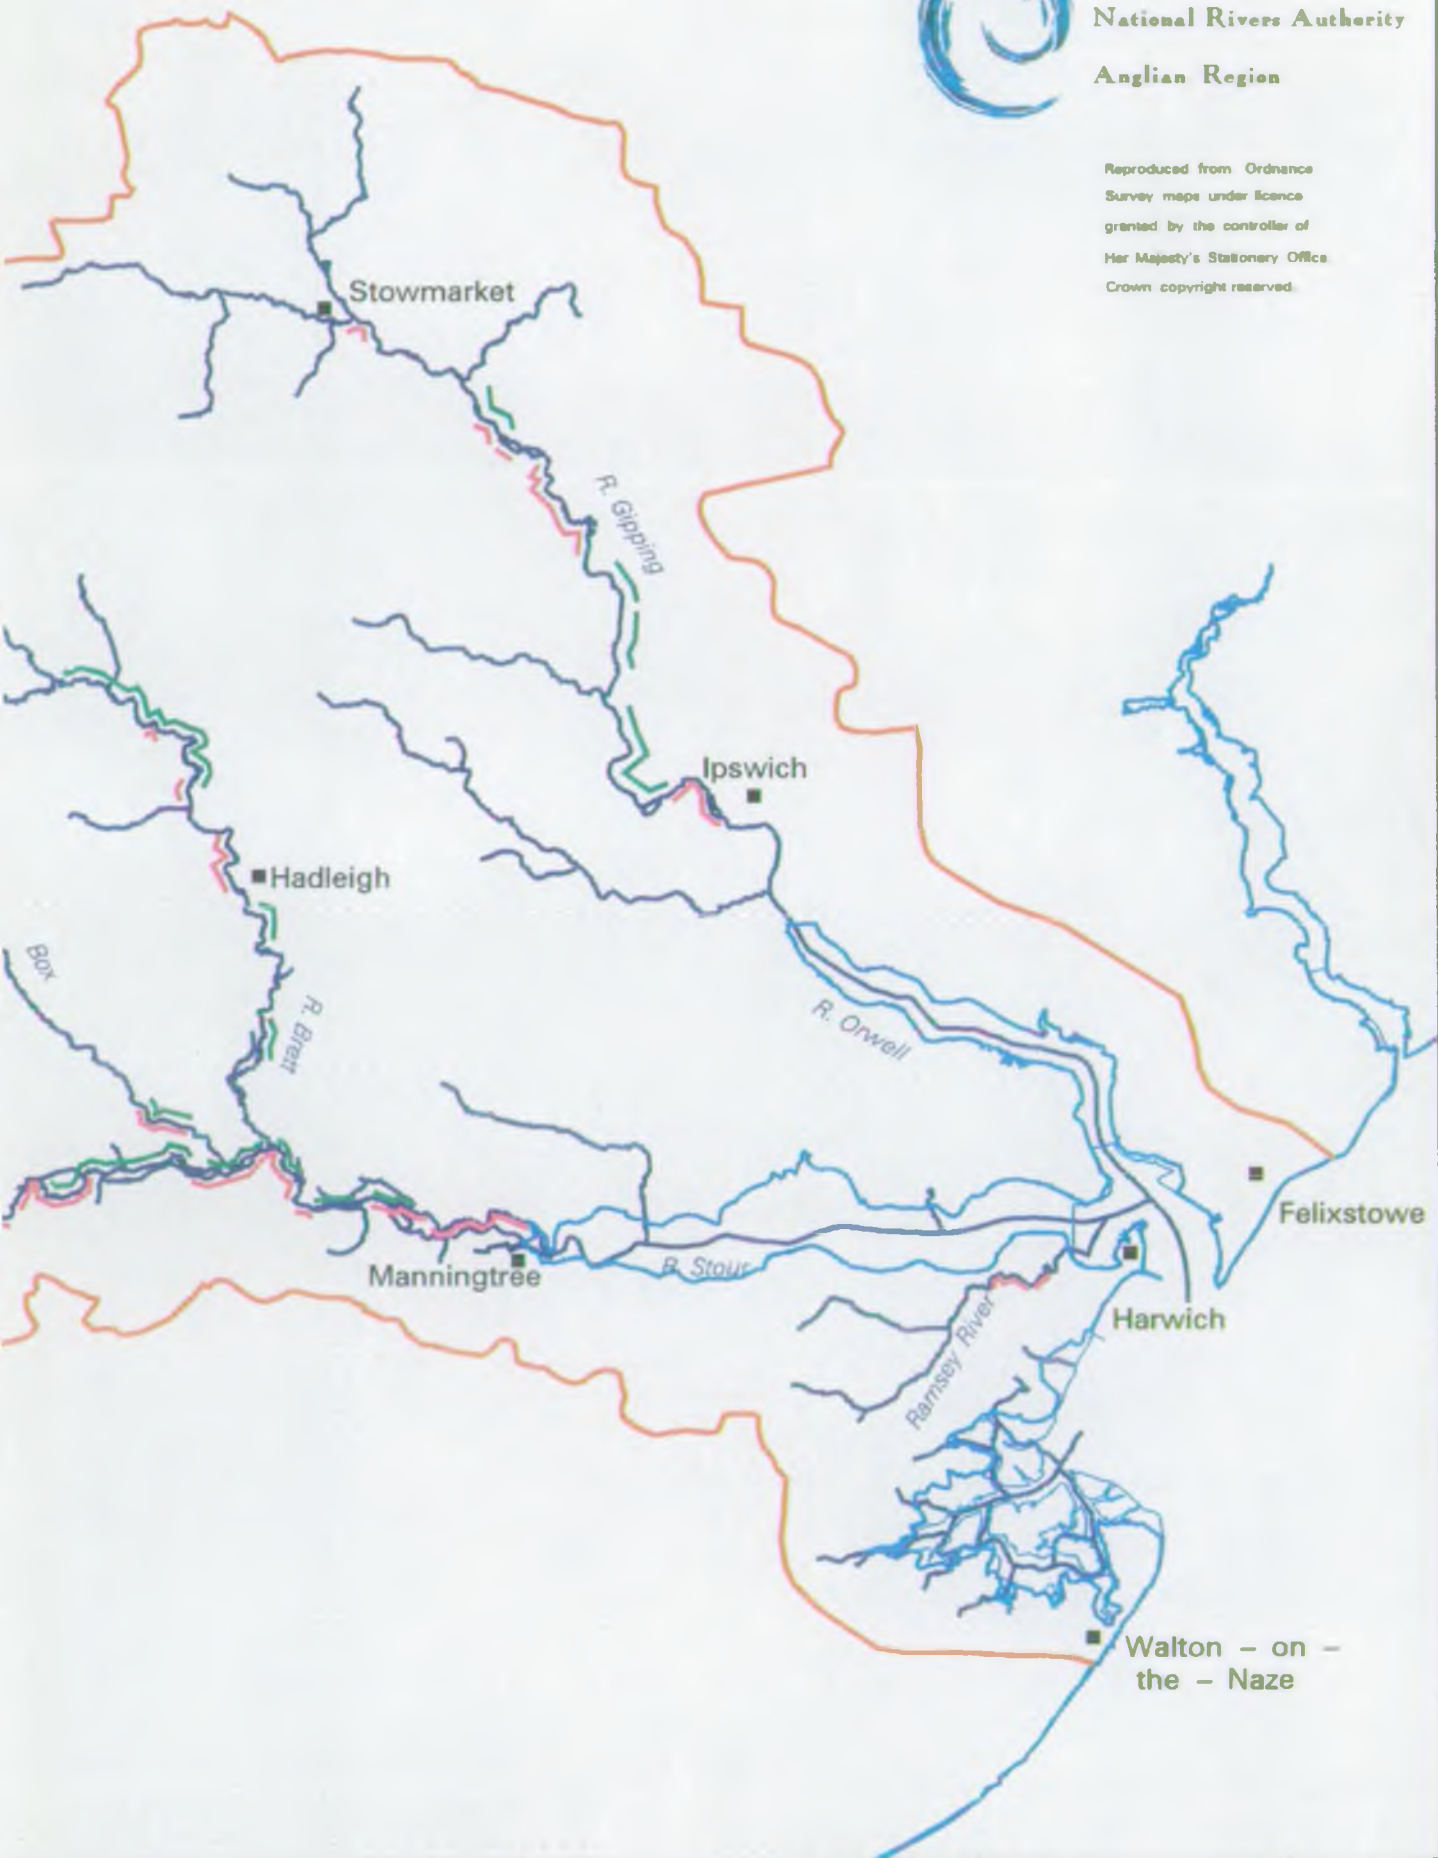 National Rivers Authority
Anglian Region
Reproduced from Ordnance
Survey maps under licence
granted by the controller of
Her Majesty's Stationery Office
Crown copyright reserved
Stowmarket
R. Gipping
Ipswich
Hadleigh
Box
R. Brett
R. Orwell
Felixstowe
R. Stour
Manningtree
Harwich
Ramsey River
Walton – on –
the – Naze